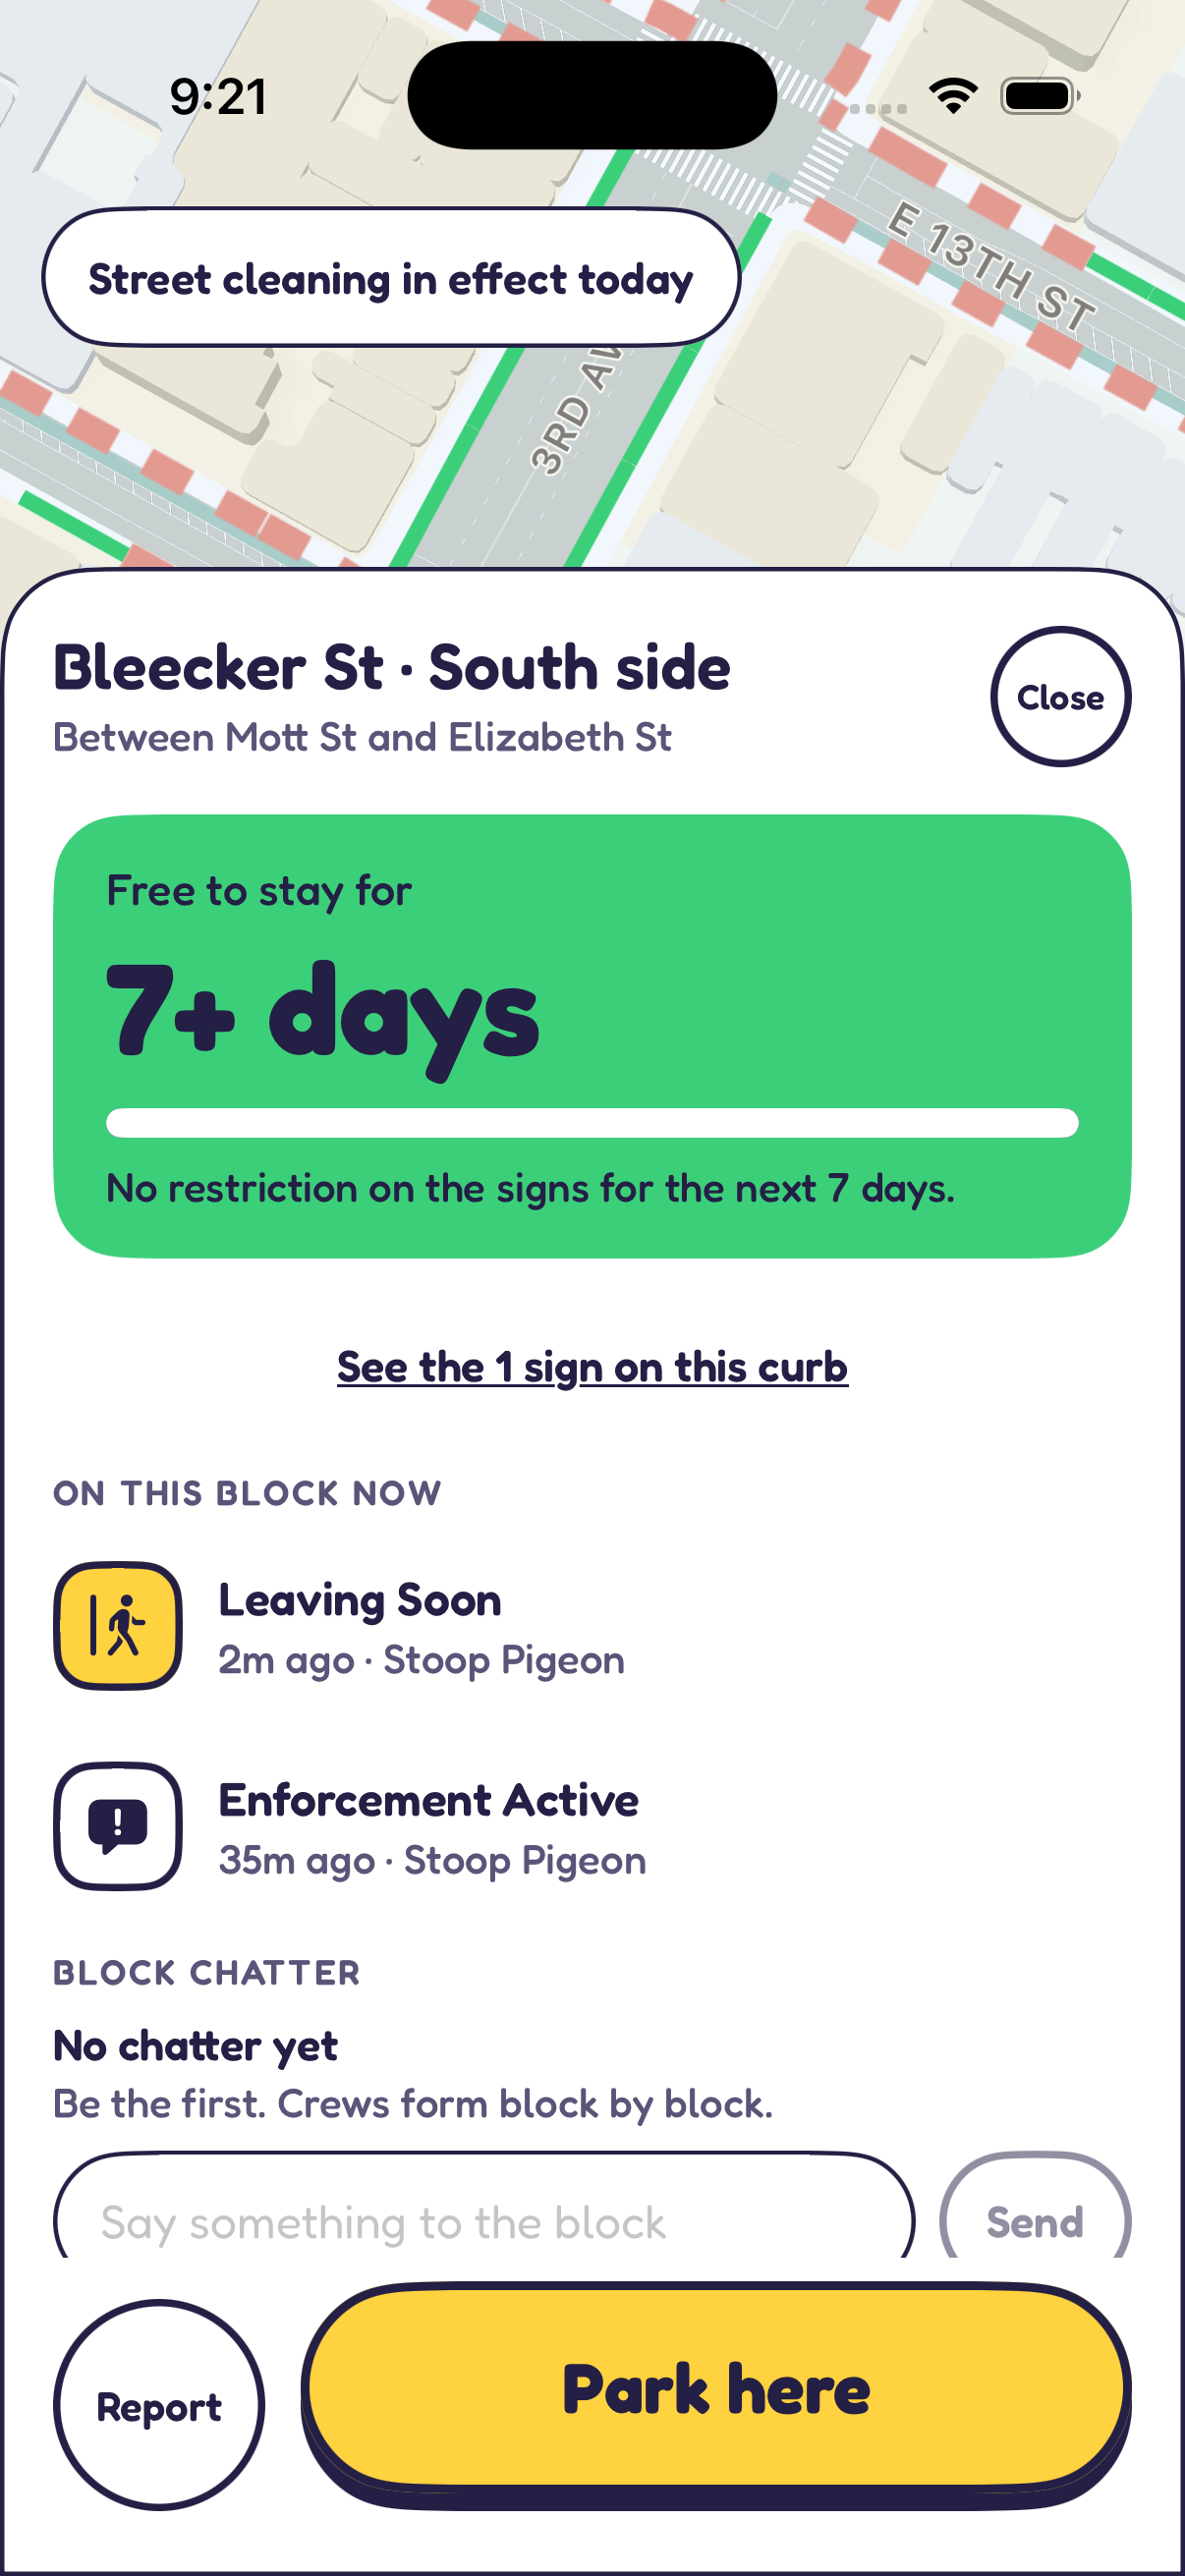 9:21
Street cleaning in effect today
E 13TH ST
3RD AV
Bleecker St · South side
Between Mott St and Elizabeth St
Close
Free to stay for
7+ days
No restriction on the signs for the next 7 days.
See the 1 sign on this curb
ON THIS BLOCK NOW
Leaving Soon
2m ago · Stoop Pigeon
Enforcement Active
35m ago · Stoop Pigeon
BLOCK CHATTER
No chatter yet
Be the first. Crews form block by block.
Say something to the block
Send
Report
Park here